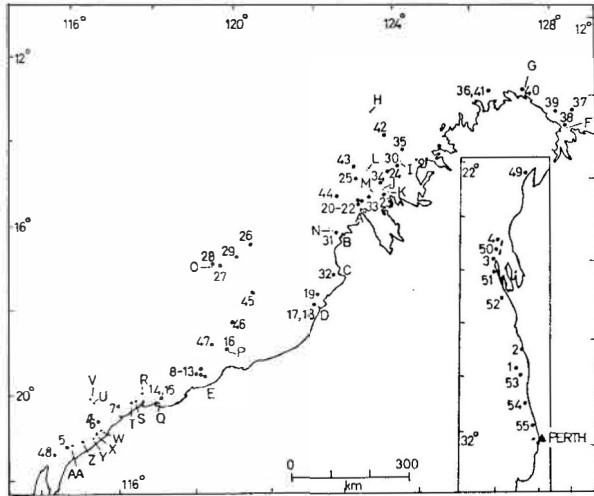 116° 120° 124° 12°
12°
G
36,41 40
39 37
38 F
H
42
35
43 L 30
I
25 34 24
J
M K
44
20-22 33 23
A
N
31 B
26
28 29
O
27
32 C
45
19
17,18 D
46
47 16
P
20°
V R
U 14,15 8-13
E
7
T S Q
6
W
X
5 Z Y
48
AA
116°
22°
49
4
50
3
51
52
2
1
53
54
55
32° PERTH
0 300
km